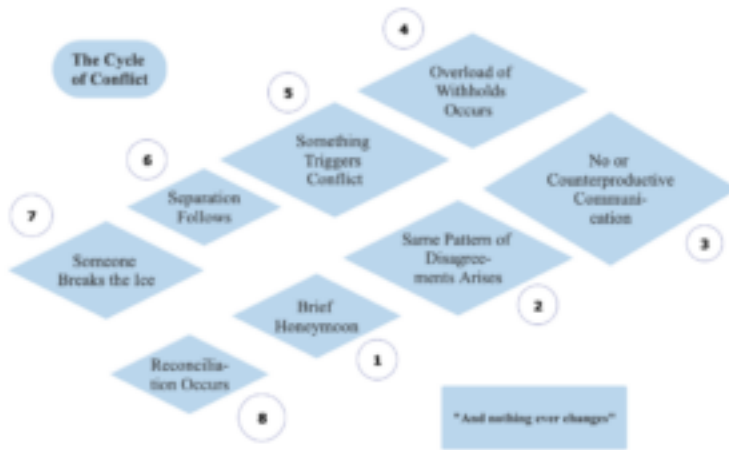 The Cycle
of Conflict
4
Overload of
Withholds
Occurs
5
Something
Triggers
Conflict
6
Separation
Follows
No or
Counterproductive
Communi-
cation
3
7
Someone
Breaks the Ice
Same Pattern of
Disagree-
ments Arises
2
Brief
Honeymoon
1
Reconcilia-
tion Occurs
8
"And nothing ever changes"